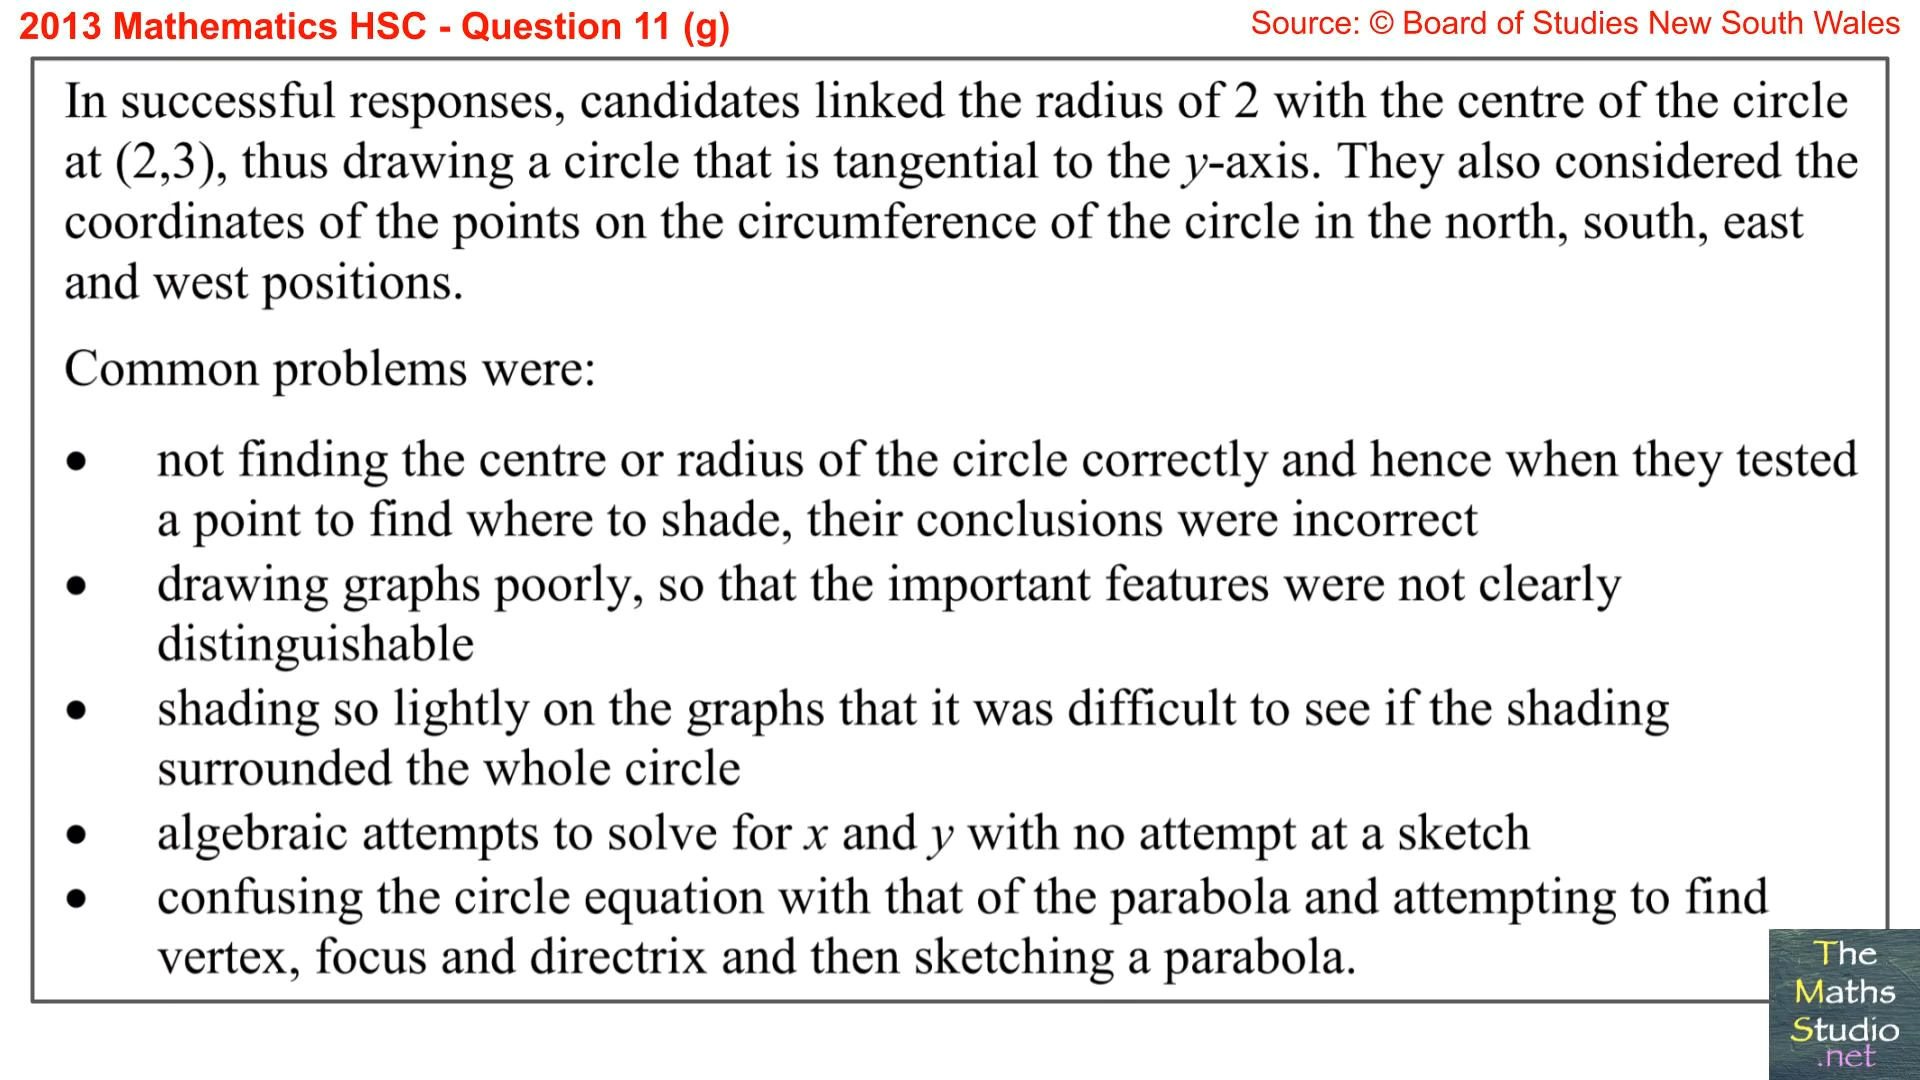 2013 Mathematics HSC - Question 11 (g)
Source: © Board of Studies New South Wales
In successful responses, candidates linked the radius of 2 with the centre of the circle
at (2,3), thus drawing a circle that is tangential to the y-axis. They also considered the
coordinates of the points on the circumference of the circle in the north, south, east
and west positions.
Common problems were:
• not finding the centre or radius of the circle correctly and hence when they tested
a point to find where to shade, their conclusions were incorrect
• drawing graphs poorly, so that the important features were not clearly
distinguishable
• shading so lightly on the graphs that it was difficult to see if the shading
surrounded the whole circle
• algebraic attempts to solve for x and y with no attempt at a sketch
• confusing the circle equation with that of the parabola and attempting to find
vertex, focus and directrix and then sketching a parabola.
The
Maths
Studio
.net